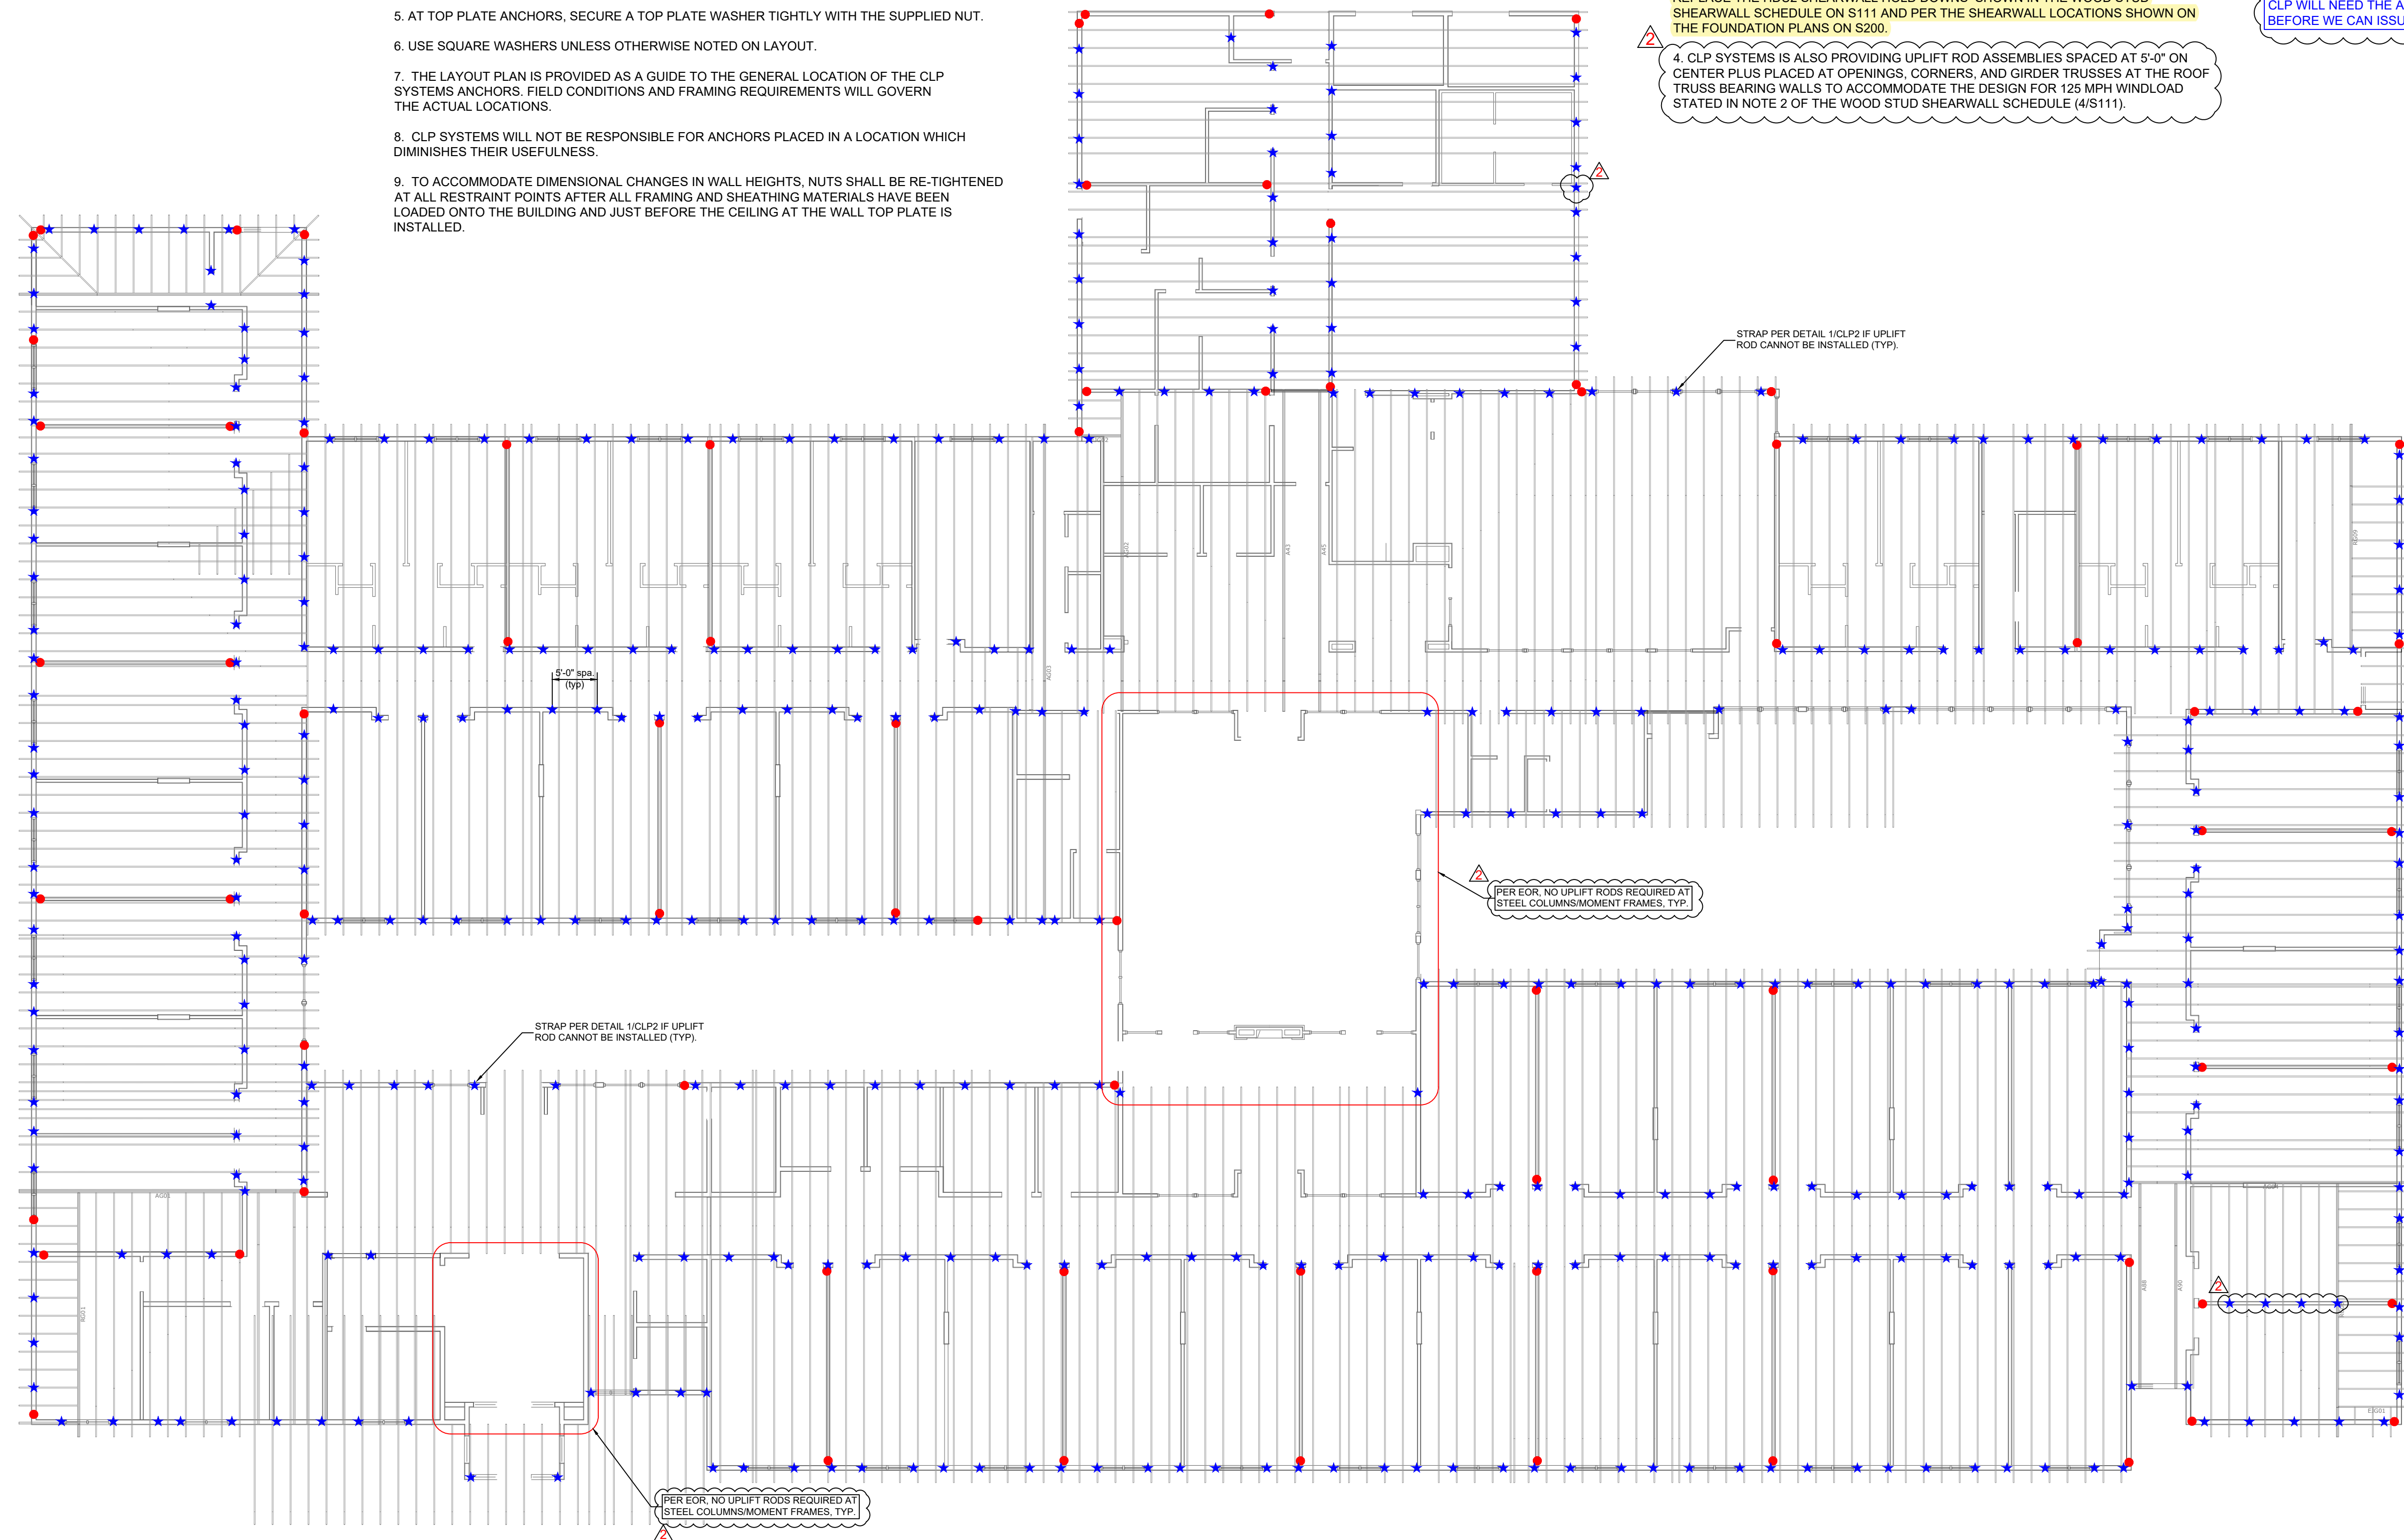 5. AT TOP PLATE ANCHORS, SECURE A TOP PLATE WASHER TIGHTLY WITH THE SUPPLIED NUT.
6. USE SQUARE WASHERS UNLESS OTHERWISE NOTED ON LAYOUT.
7. THE LAYOUT PLAN IS PROVIDED AS A GUIDE TO THE GENERAL LOCATION OF THE CLP
SYSTEMS ANCHORS. FIELD CONDITIONS AND FRAMING REQUIREMENTS WILL GOVERN
THE ACTUAL LOCATIONS.
8. CLP SYSTEMS WILL NOT BE RESPONSIBLE FOR ANCHORS PLACED IN A LOCATION WHICH
DIMINISHES THEIR USEFULNESS.
9. TO ACCOMMODATE DIMENSIONAL CHANGES IN WALL HEIGHTS, NUTS SHALL BE RE-TIGHTENED
AT ALL RESTRAINT POINTS AFTER ALL FRAMING AND SHEATHING MATERIALS HAVE BEEN
LOADED ONTO THE BUILDING AND JUST BEFORE THE CEILING AT THE WALL TOP PLATE IS
INSTALLED.
SHEARWALL SCHEDULE ON S111 AND PER THE SHEARWALL LOCATIONS SHOWN ON
THE FOUNDATION PLANS ON S200.
CLP WILL NEED THE A
BEFORE WE CAN ISSU
2
4. CLP SYSTEMS IS ALSO PROVIDING UPLIFT ROD ASSEMBLIES SPACED AT 5'-0" ON
CENTER PLUS PLACED AT OPENINGS, CORNERS, AND GIRDER TRUSSES AT THE ROOF
TRUSS BEARING WALLS TO ACCOMMODATE THE DESIGN FOR 125 MPH WINDLOAD
STATED IN NOTE 2 OF THE WOOD STUD SHEARWALL SCHEDULE (4/S111).
2
STRAP PER DETAIL 1/CLP2 IF UPLIFT
ROD CANNOT BE INSTALLED (TYP).
AG02
A43
A45
RG09
AG03
5'-0" spa.
(typ)
2
PER EOR, NO UPLIFT RODS REQUIRED AT
STEEL COLUMNS/MOMENT FRAMES, TYP.
STRAP PER DETAIL 1/CLP2 IF UPLIFT
ROD CANNOT BE INSTALLED (TYP).
AG01
RG01
A88
A90
2
EJG01
PER EOR, NO UPLIFT RODS REQUIRED AT
STEEL COLUMNS/MOMENT FRAMES, TYP.
2